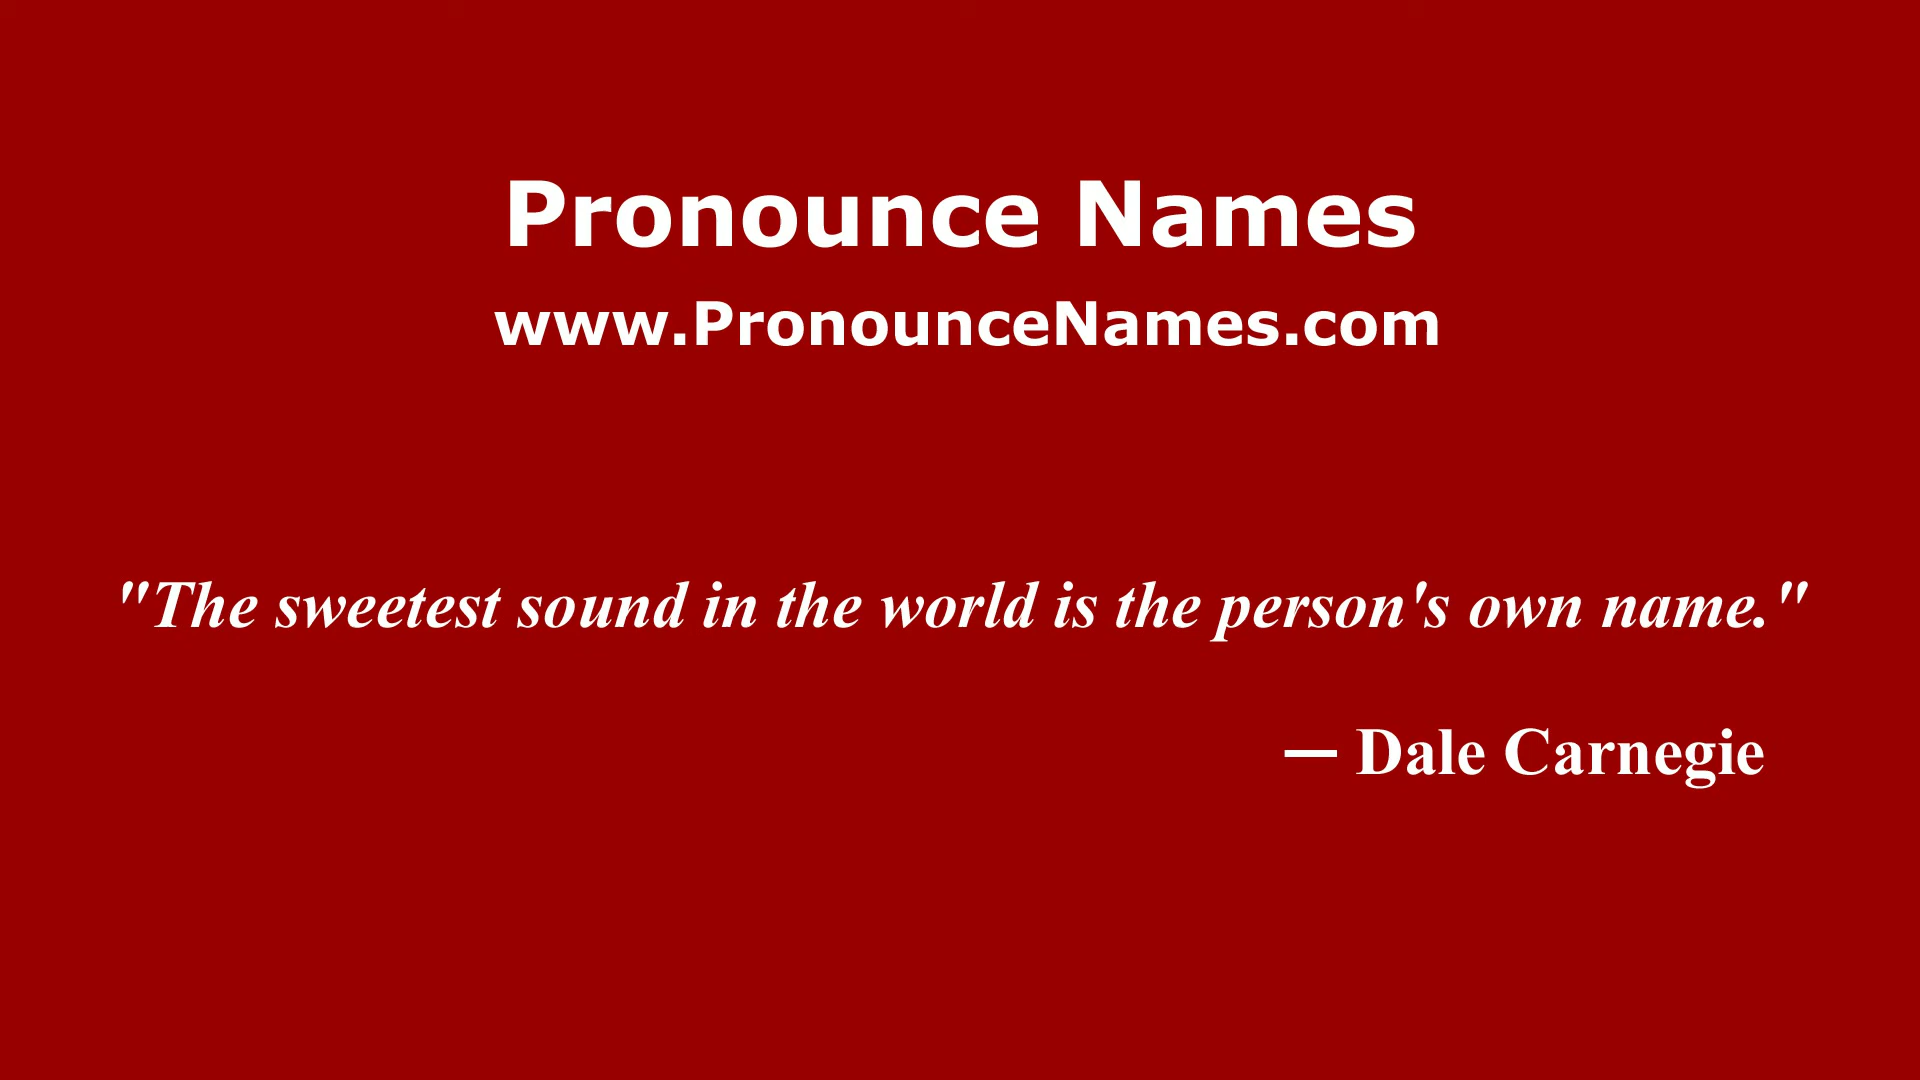 Pronounce Names
www.PronounceNames.com
"The sweetest sound in the world is the person's own name."
— Dale Carnegie